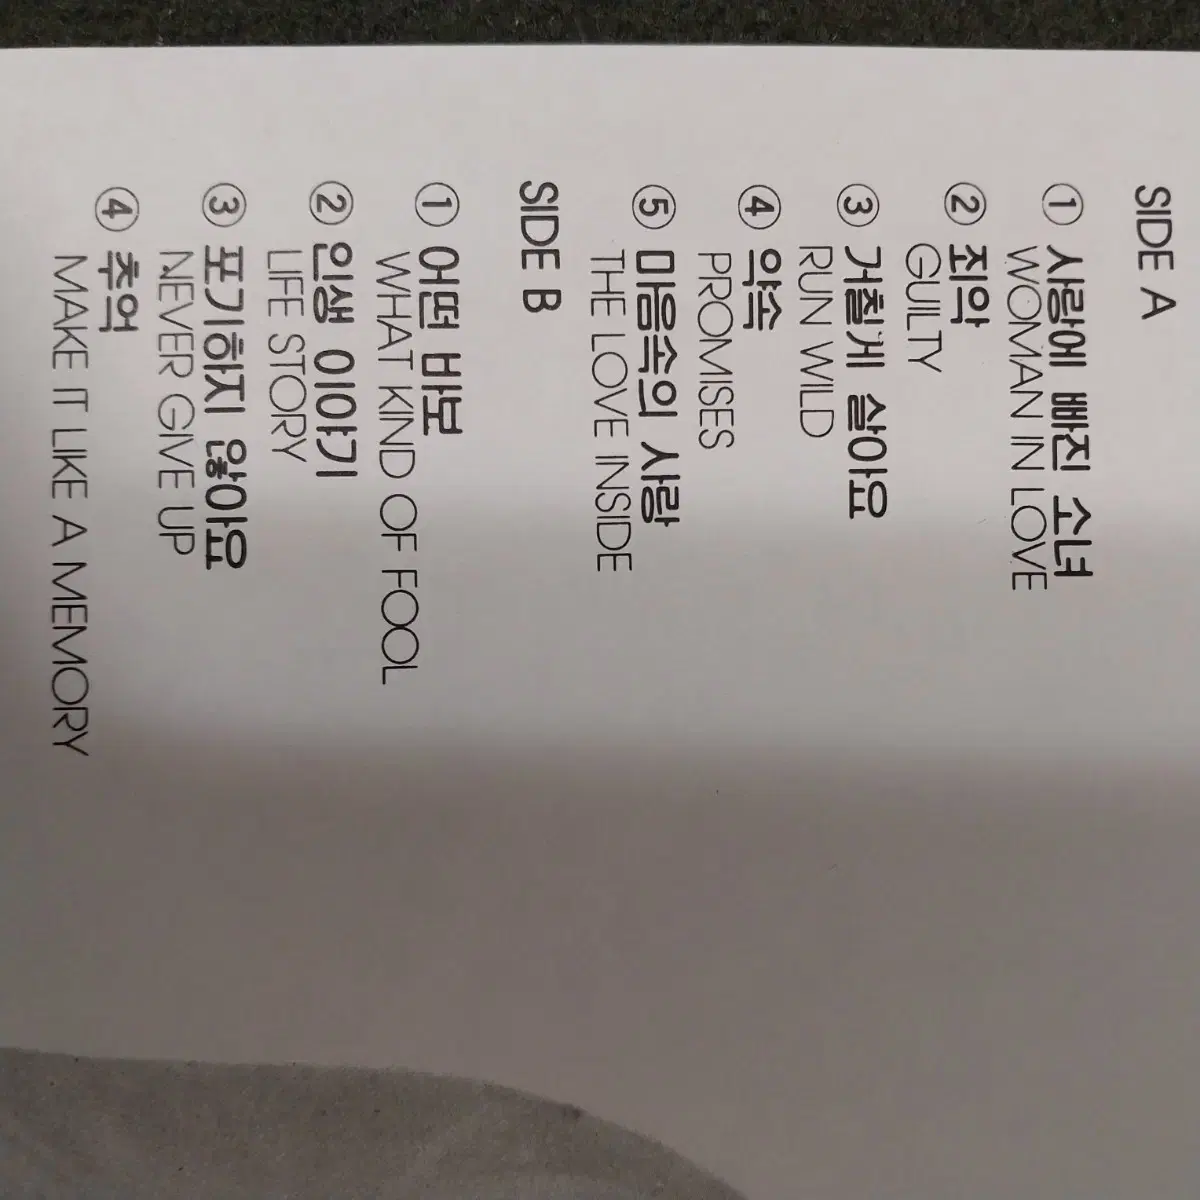 SIDE A
① 사랑에 빠진 소녀
WOMAN IN LOVE
② 죄악
GUILTY
③ 거칠게 살아요
RUN WILD
④ 약속
PROMISES
⑤ 마음속의 사랑
THE LOVE INSIDE
SIDE B
① 어떤 바보
WHAT KIND OF FOOL
② 인생 이야기
LIFE STORY
③ 포기하지 않아요
NEVER GIVE UP
④ 추억
MAKE IT LIKE A MEMORY